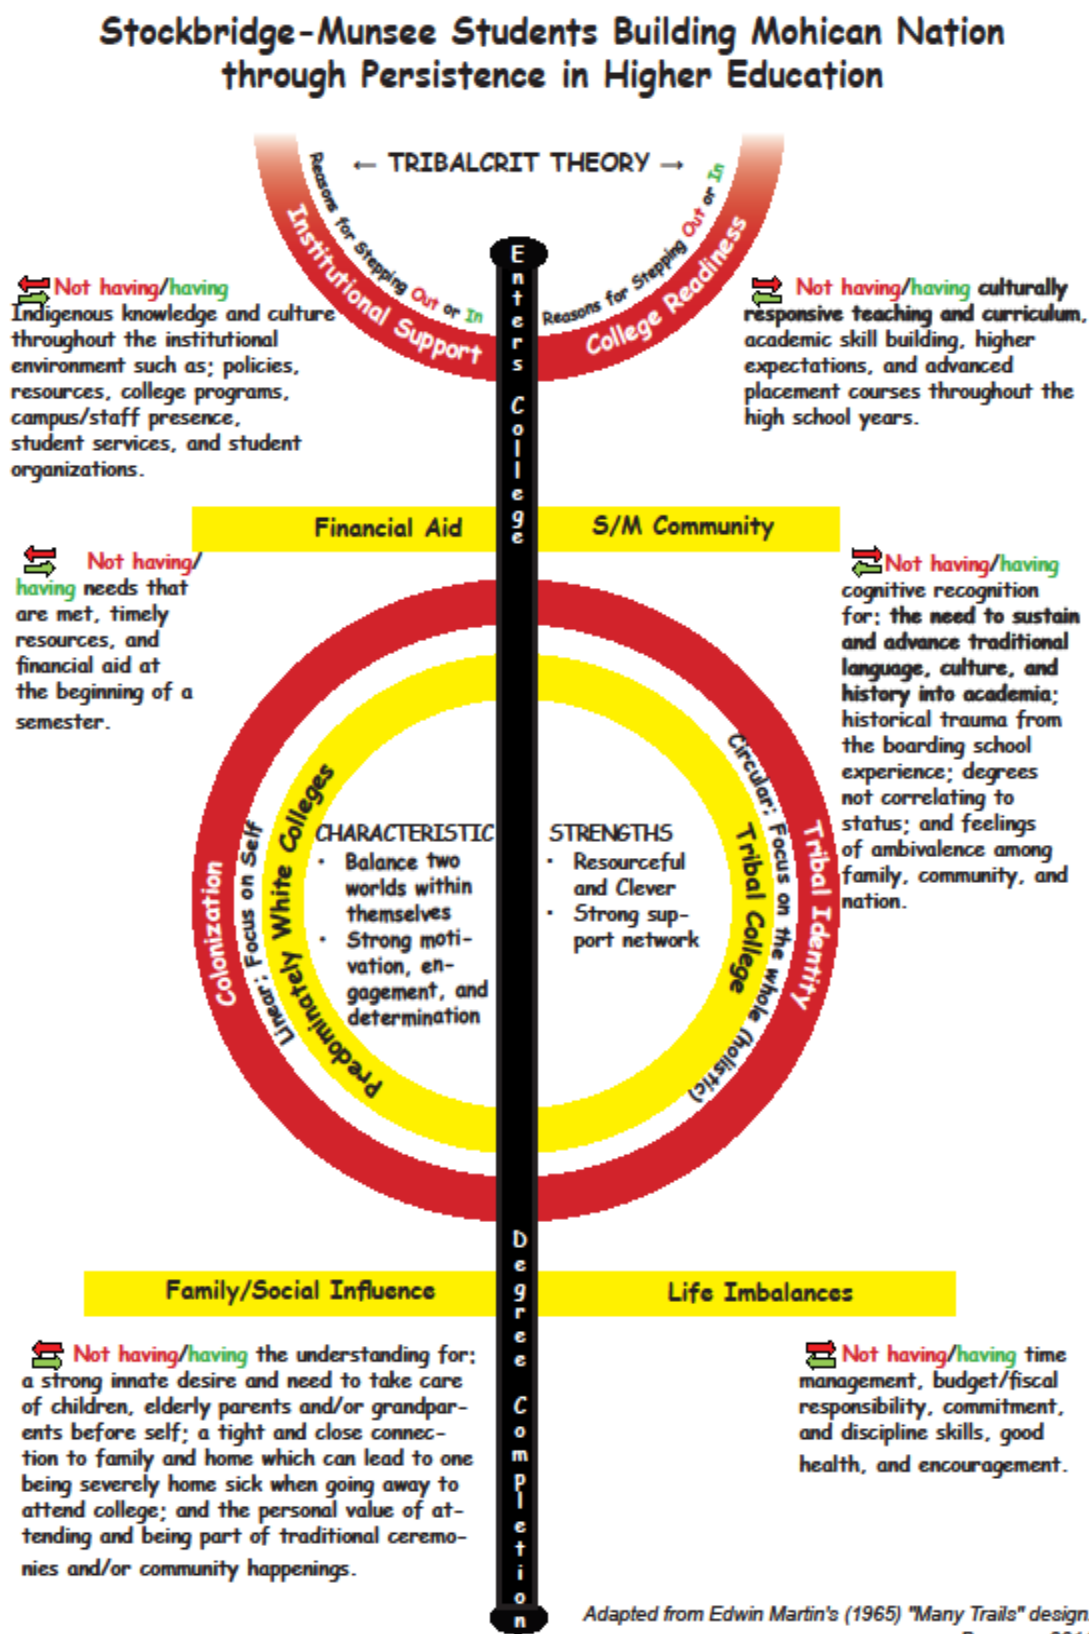 Stockbridge-Munsee Students Building Mohican Nation
through Persistence in Higher Education
← TRIBALCRIT THEORY →
Reasons for Stepping Out or In
Institutional Support
Reasons for Stepping Out or In
College Readiness
Enters College
Not having/having
Indigenous knowledge and culture
throughout the institutional
environment such as; policies,
resources, college programs,
campus/staff presence,
student services, and student
organizations.
Not having/having culturally
responsive teaching and curriculum,
academic skill building, higher
expectations, and advanced
placement courses throughout the
high school years.
Financial Aid
S/M Community
Not having/
having needs that
are met, timely
resources, and
financial aid at
the beginning of a
semester.
Not having/having
cognitive recognition
for; the need to sustain
and advance traditional
language, culture, and
history into academia;
historical trauma from
the boarding school
experience; degrees
not correlating to
status; and feelings
of ambivalence among
family, community, and
nation.
Colonization
Linear; Focus on Self
Predominately White Colleges
CHARACTERISTIC
• Balance two
worlds within
themselves
• Strong moti-
vation, en-
gagement, and
determination
STRENGTHS
• Resourceful
and Clever
• Strong sup-
port network
Tribal College
Circular; Focus on the whole (holistic)
Tribal Identity
Degree Completion
Family/Social Influence
Life Imbalances
Not having/having the understanding for;
a strong innate desire and need to take care
of children, elderly parents and/or grandpar-
ents before self; a tight and close connec-
tion to family and home which can lead to one
being severely home sick when going away to
attend college; and the personal value of at-
tending and being part of traditional ceremo-
nies and/or community happenings.
Not having/having time
management, budget/fiscal
responsibility, commitment,
and discipline skills, good
health, and encouragement.
Adapted from Edwin Martin's (1965) "Many Trails" design